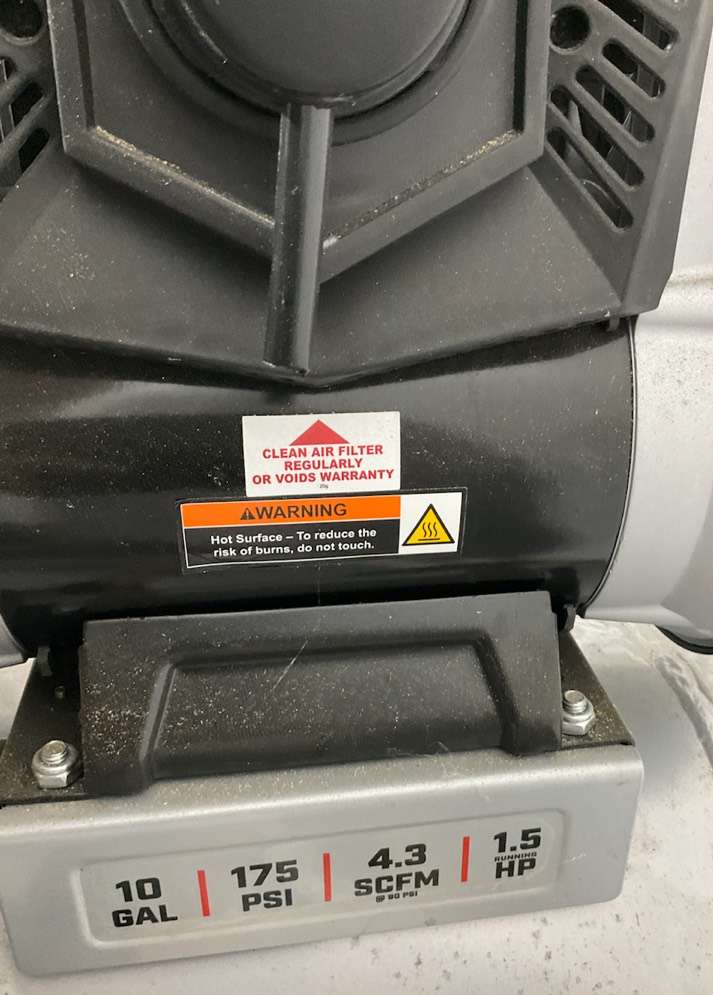 CLEAN AIR FILTER
REGULARLY
OR VOIDS WARRANTY
WARNING
Hot Surface – To reduce the
risk of burns, do not touch.
10
GAL
175
PSI
4.3
SCFM
@ 90 PSI
1.5
RUNNING
HP